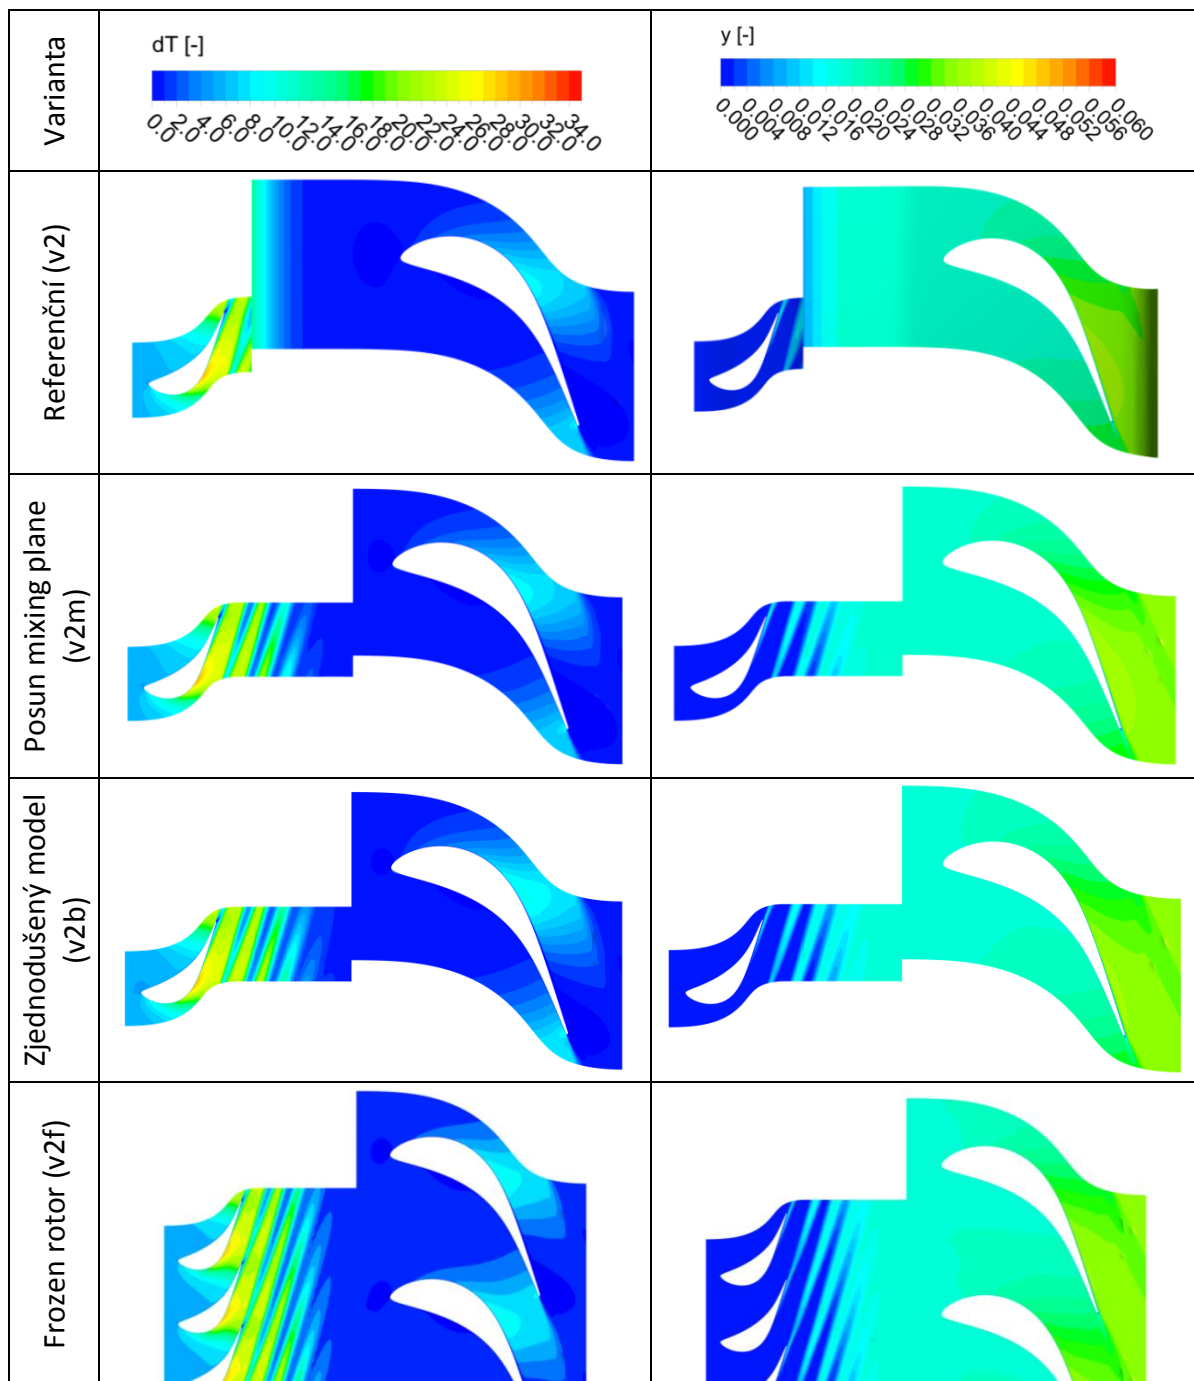 Varianta
dT [-]
0.0 2.0 4.0 6.0 8.0 10.0 12.0 14.0 16.0 18.0 20.0 22.0 24.0 26.0 28.0 30.0 32.0 34.0
y [-]
0.000 0.004 0.008 0.012 0.016 0.020 0.024 0.028 0.032 0.036 0.040 0.044 0.048 0.052 0.056 0.060
Referenční (v2)
Posun mixing plane
(v2m)
Zjednodušený model
(v2b)
Frozen rotor (v2f)